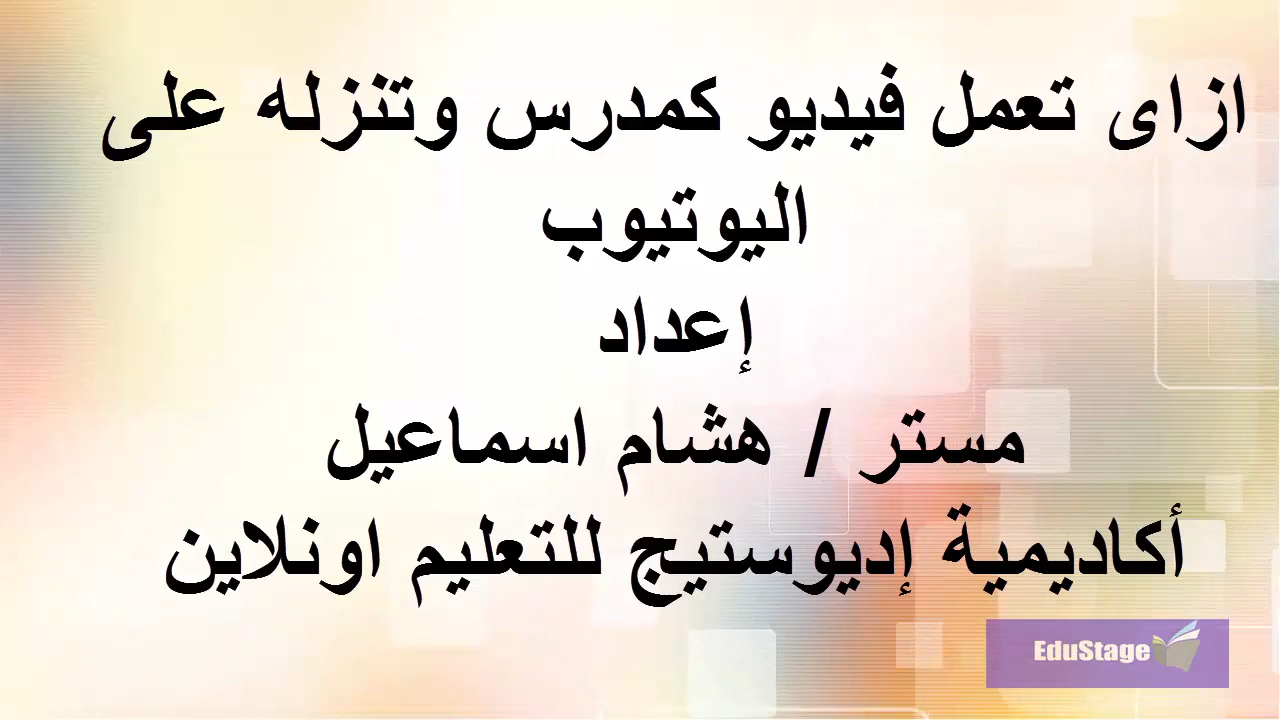 ازاى تعمل فيديو كمدرس وتنزله على
اليوتيوب
إعداد
مستر / هشام اسماعيل
أكاديمية إديوستيج للتعليم اونلاين
EduStage